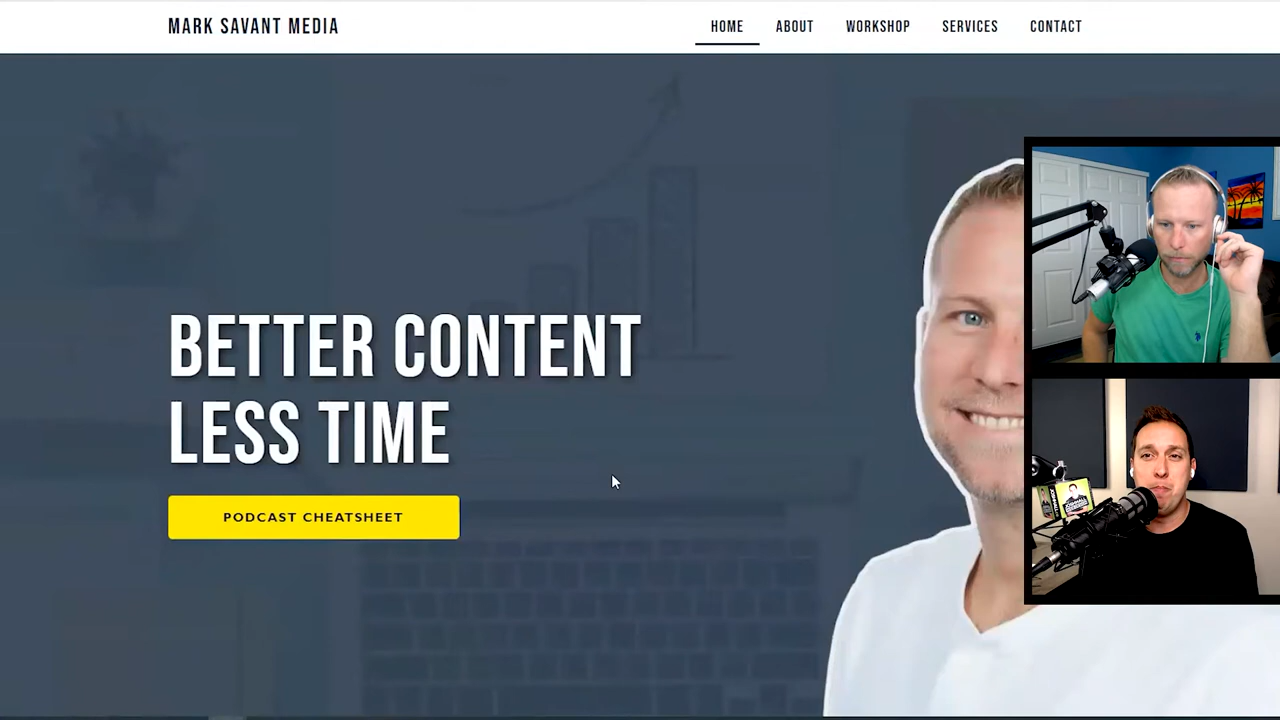 MARK SAVANT MEDIA
HOME ABOUT WORKSHOP SERVICES CONTACT
BETTER CONTENT
LESS TIME
PODCAST CHEATSHEET